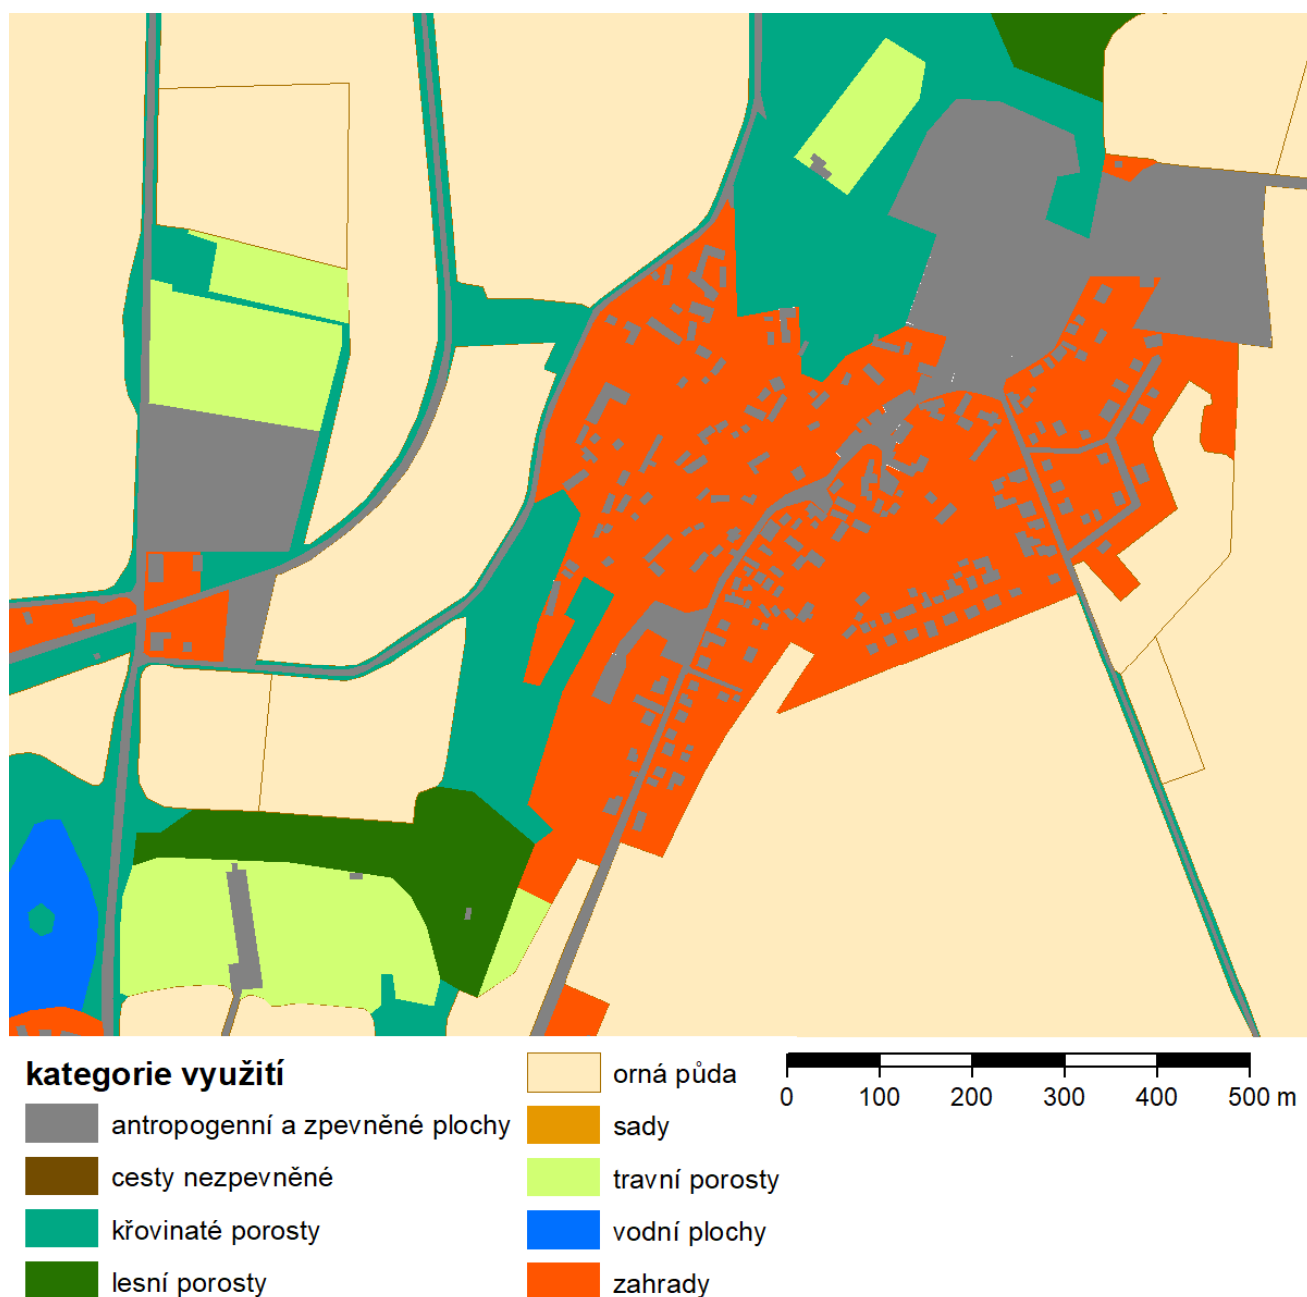 kategorie využití
antropogenní a zpevněné plochy
cesty nezpevněné
křovinaté porosty
lesní porosty
orná půda
sady
travní porosty
vodní plochy
zahrady
0 100 200 300 400 500 m